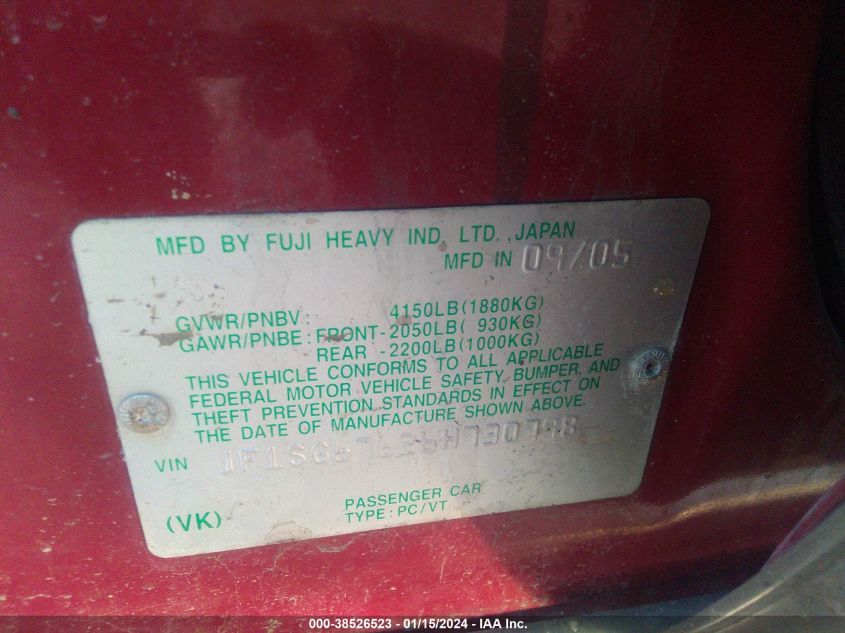 MFD BY FUJI HEAVY IND. LTD.,JAPAN
MFD IN 09/05
GVWR/PNBV: 4150LB(1880KG)
GAWR/PNBE:FRONT-2050LB( 930KG)
REAR -2200LB(1000KG)
THIS VEHICLE CONFORMS TO ALL APPLICABLE
FEDERAL MOTOR VEHICLE SAFETY, BUMPER, AND
THEFT PREVENTION STANDARDS IN EFFECT ON
THE DATE OF MANUFACTURE SHOWN ABOVE.
VIN
PASSENGER CAR
(VK) TYPE:PC/VT
000-38526523 - 01/15/2024 - IAA Inc.